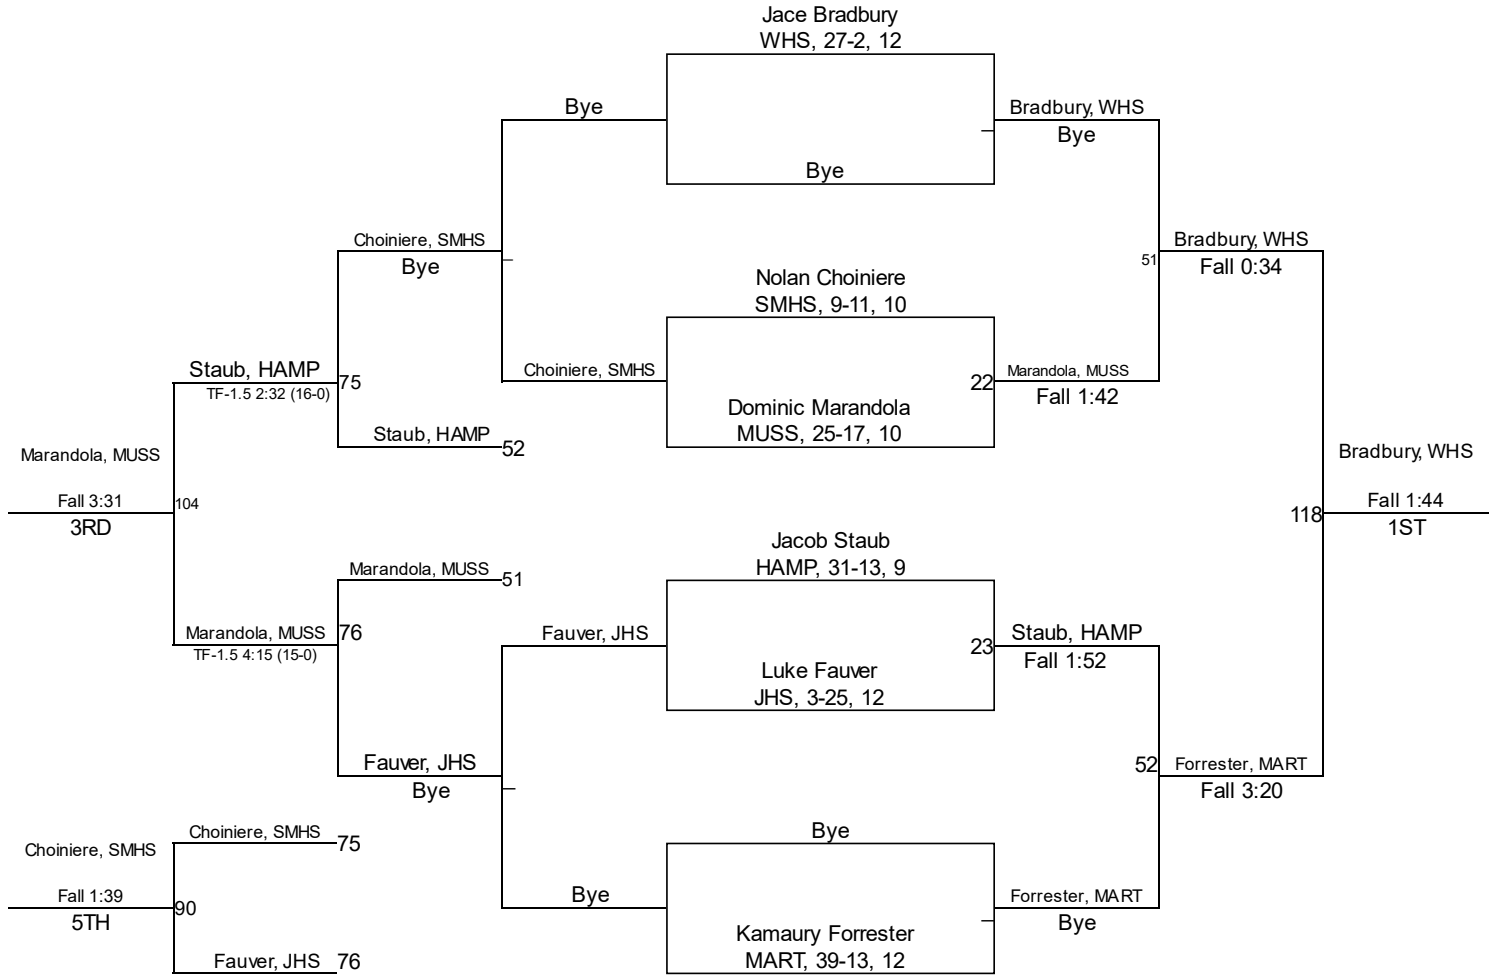 Jace Bradbury
WHS, 27-2, 12
Bye
Bradbury, WHS
Bye
Bye
Choiniere, SMHS
Bye
Bradbury, WHS
51
Fall 0:34
Nolan Choiniere
SMHS, 9-11, 10
Staub, HAMP
75
TF-1.5 2:32 (16-0)
Choiniere, SMHS
22
Marandola, MUSS
Fall 1:42
Dominic Marandola
MUSS, 25-17, 10
Staub, HAMP
52
Marandola, MUSS
Fall 3:31
104
3RD
Bradbury, WHS
Fall 1:44
118
1ST
Jacob Staub
HAMP, 31-13, 9
Marandola, MUSS
51
Marandola, MUSS
76
TF-1.5 4:15 (15-0)
Fauver, JHS
23
Staub, HAMP
Fall 1:52
Luke Fauver
JHS, 3-25, 12
Fauver, JHS
Bye
52
Forrester, MART
Fall 3:20
Choiniere, SMHS
75
Choiniere, SMHS
Fall 1:39
90
5TH
Fauver, JHS
76
Bye
Bye
Forrester, MART
Bye
Kamaury Forrester
MART, 39-13, 12